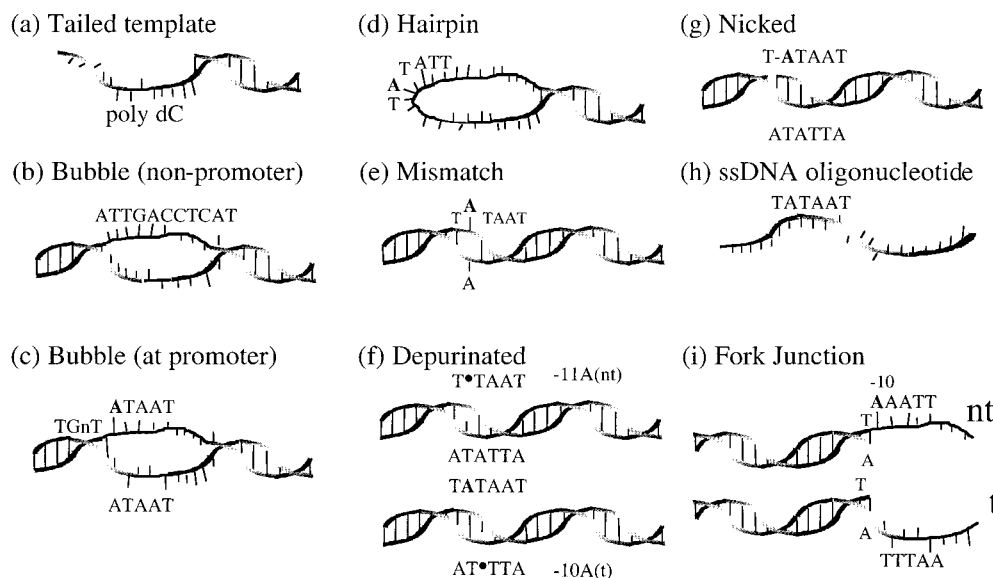 (a) Tailed template
poly dC
(b) Bubble (non-promoter)
ATTGACCTCAT
(c) Bubble (at promoter)
ATAAT
TGnT
ATAAT
(d) Hairpin
ATT
T
A
T
(e) Mismatch
A
T TAAT
A
(f) Depurinated
T•TAAT -11A(nt)
ATATTA
TATAAT
AT•TTA -10A(t)
(g) Nicked
T-ATAAT
ATATTA
(h) ssDNA oligonucleotide
TATAAT
(i) Fork Junction
-10
AAATT
T
nt
A
T
t
A
TTTAA